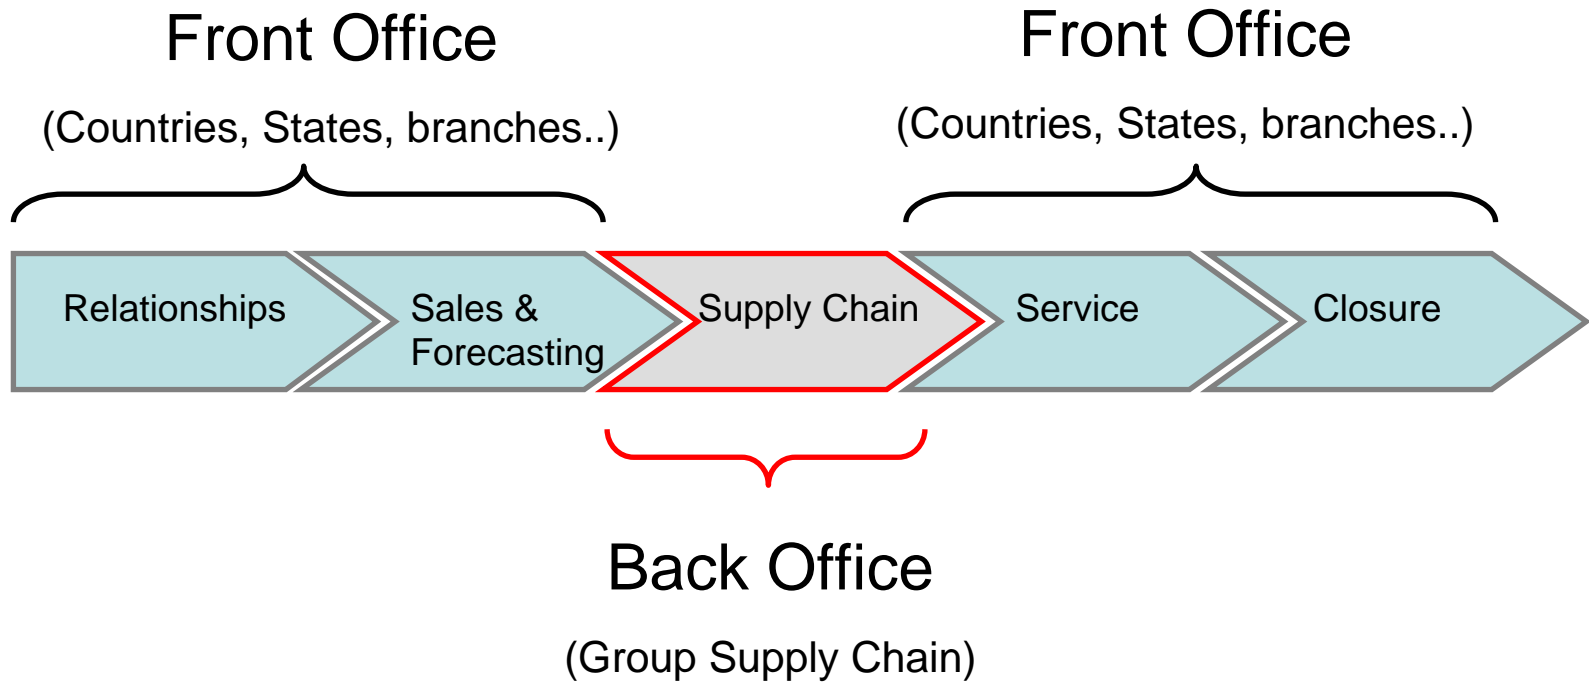 Front Office
(Countries, States, branches..)
Front Office
(Countries, States, branches..)
Relationships
Sales &
Forecasting
Supply Chain
Service
Closure
Back Office
(Group Supply Chain)